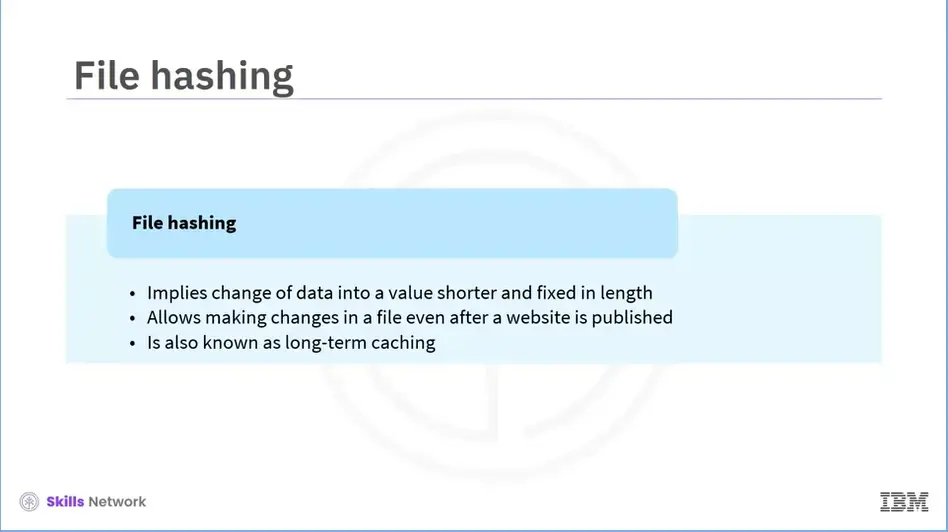 File hashing
File hashing
• Implies change of data into a value shorter and fixed in length
• Allows making changes in a file even after a website is published
• Is also known as long-term caching
Skills Network
IBM